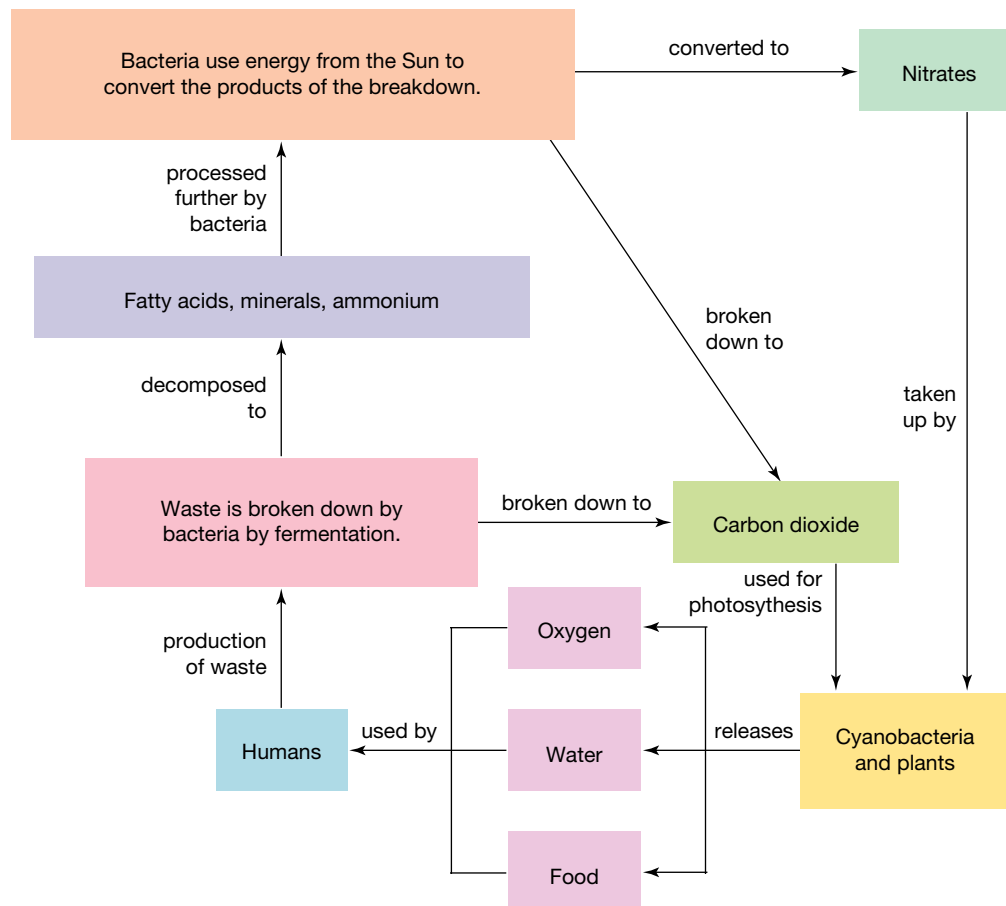 Bacteria use energy from the Sun to
convert the products of the breakdown.
converted to
Nitrates
processed
further by
bacteria
Fatty acids, minerals, ammonium
broken
down to
decomposed
to
taken
up by
Waste is broken down by
bacteria by fermentation.
broken down to
Carbon dioxide
used for
photosythesis
production
of waste
Oxygen
Humans
used by
Water
releases
Cyanobacteria
and plants
Food